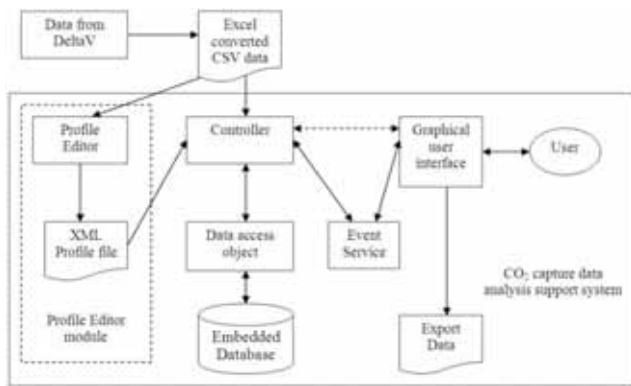 Data from
DeltaV
Excel
converted
CSV data
Profile
Editor
Controller
Graphical
user
interface
User
XML
Profile file
Data access
object
Event
Service
CO₂ capture data
analysis support system
Profile Editor
module
Embedded
Database
Export
Data